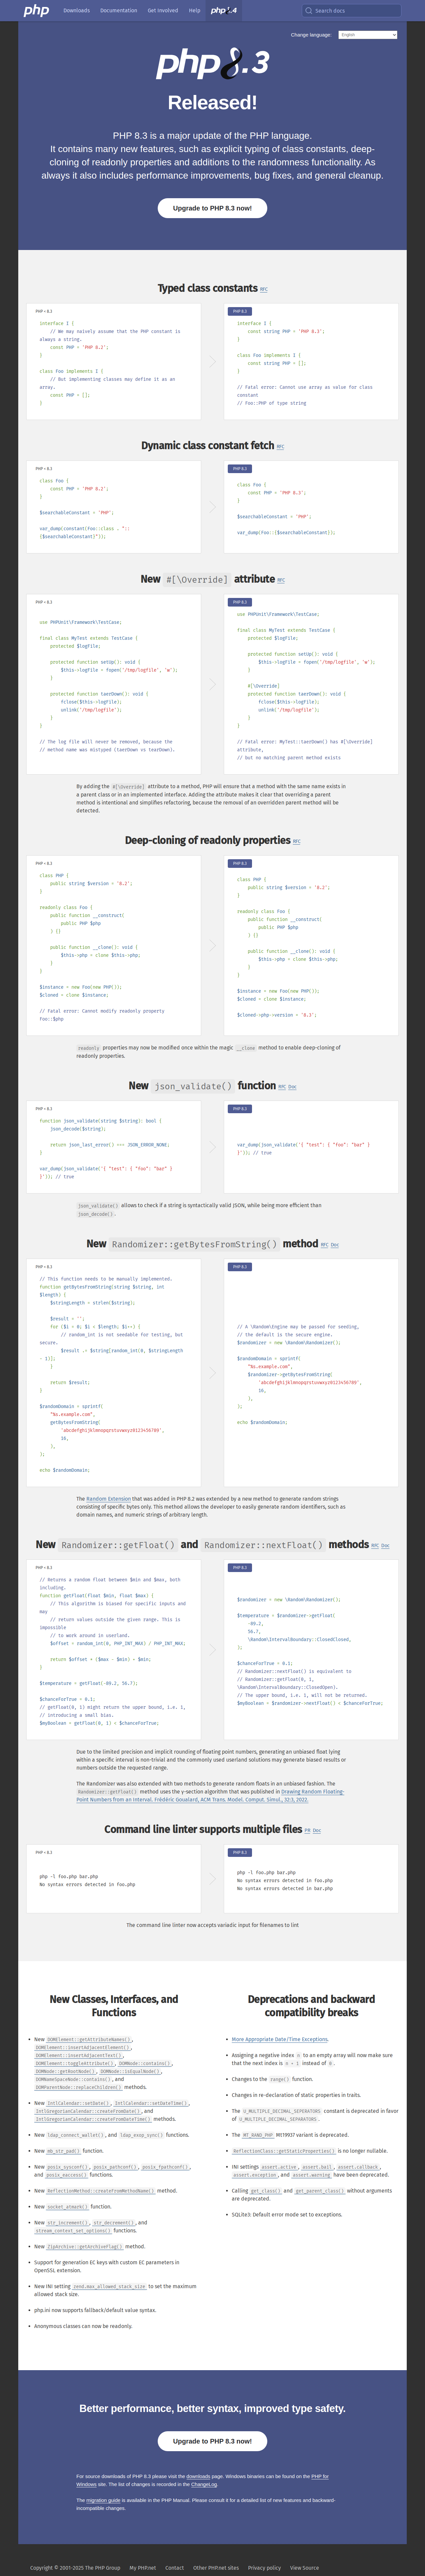 php
Downloads
Documentation
Get Involved
Help
php8.4
Search docs
Change language:
English
php8.3
Released!
PHP 8.3 is a major update of the PHP language.
It contains many new features, such as explicit typing of class constants, deep-
cloning of readonly properties and additions to the randomness functionality. As
always it also includes performance improvements, bug fixes, and general cleanup.
Upgrade to PHP 8.3 now!
Typed class constants RFC
PHP < 8.3
interface I {
// We may naively assume that the PHP constant is
always a string.
const PHP = 'PHP 8.2';
}
class Foo implements I {
// But implementing classes may define it as an
array.
const PHP = [];
}
PHP 8.3
interface I {
const string PHP = 'PHP 8.3';
}
class Foo implements I {
const string PHP = [];
}
// Fatal error: Cannot use array as value for class
constant
// Foo::PHP of type string
Dynamic class constant fetch RFC
PHP < 8.3
class Foo {
const PHP = 'PHP 8.2';
}
$searchableConstant = 'PHP';
var_dump(constant(Foo::class . "::
{$searchableConstant}"));
PHP 8.3
class Foo {
const PHP = 'PHP 8.3';
}
$searchableConstant = 'PHP';
var_dump(Foo::{$searchableConstant});
New #[\Override] attribute RFC
PHP < 8.3
use PHPUnit\Framework\TestCase;
final class MyTest extends TestCase {
protected $logFile;
protected function setUp(): void {
$this->logFile = fopen('/tmp/logfile', 'w');
}
protected function taerDown(): void {
fclose($this->logFile);
unlink('/tmp/logfile');
}
}
// The log file will never be removed, because the
// method name was mistyped (taerDown vs tearDown).
PHP 8.3
use PHPUnit\Framework\TestCase;
final class MyTest extends TestCase {
protected $logFile;
protected function setUp(): void {
$this->logFile = fopen('/tmp/logfile', 'w');
}
#[\Override]
protected function taerDown(): void {
fclose($this->logFile);
unlink('/tmp/logfile');
}
}
// Fatal error: MyTest::taerDown() has #[\Override]
attribute,
// but no matching parent method exists
By adding the #[\Override] attribute to a method, PHP will ensure that a method with the same name exists in
a parent class or in an implemented interface. Adding the attribute makes it clear that overriding a parent
method is intentional and simplifies refactoring, because the removal of an overridden parent method will be
detected.
Deep-cloning of readonly properties RFC
PHP < 8.3
class PHP {
public string $version = '8.2';
}
readonly class Foo {
public function __construct(
public PHP $php
) {}
public function __clone(): void {
$this->php = clone $this->php;
}
}
$instance = new Foo(new PHP());
$cloned = clone $instance;
// Fatal error: Cannot modify readonly property
Foo::$php
PHP 8.3
class PHP {
public string $version = '8.2';
}
readonly class Foo {
public function __construct(
public PHP $php
) {}
public function __clone(): void {
$this->php = clone $this->php;
}
}
$instance = new Foo(new PHP());
$cloned = clone $instance;
$cloned->php->version = '8.3';
readonly properties may now be modified once within the magic __clone method to enable deep-cloning of
readonly properties.
New json_validate() function RFC Doc
PHP < 8.3
function json_validate(string $string): bool {
json_decode($string);
return json_last_error() === JSON_ERROR_NONE;
}
var_dump(json_validate('{ "test": { "foo": "bar" }
}')); // true
PHP 8.3
var_dump(json_validate('{ "test": { "foo": "bar" }
}')); // true
json_validate() allows to check if a string is syntactically valid JSON, while being more efficient than
json_decode().
New Randomizer::getBytesFromString() method RFC Doc
PHP < 8.3
// This function needs to be manually implemented.
function getBytesFromString(string $string, int
$length) {
$stringLength = strlen($string);
$result = '';
for ($i = 0; $i < $length; $i++) {
// random_int is not seedable for testing, but
secure.
$result .= $string[random_int(0, $stringLength
- 1)];
}
return $result;
}
$randomDomain = sprintf(
"%s.example.com",
getBytesFromString(
'abcdefghijklmnopqrstuvwxyz0123456789',
16,
),
);
echo $randomDomain;
PHP 8.3
// A \Random\Engine may be passed for seeding,
// the default is the secure engine.
$randomizer = new \Random\Randomizer();
$randomDomain = sprintf(
"%s.example.com",
$randomizer->getBytesFromString(
'abcdefghijklmnopqrstuvwxyz0123456789',
16,
),
);
echo $randomDomain;
The Random Extension that was added in PHP 8.2 was extended by a new method to generate random strings
consisting of specific bytes only. This method allows the developer to easily generate random identifiers, such as
domain names, and numeric strings of arbitrary length.
New Randomizer::getFloat() and Randomizer::nextFloat() methods RFC Doc
PHP < 8.3
// Returns a random float between $min and $max, both
including.
function getFloat(float $min, float $max) {
// This algorithm is biased for specific inputs and
may
// return values outside the given range. This is
impossible
// to work around in userland.
$offset = random_int(0, PHP_INT_MAX) / PHP_INT_MAX;
return $offset * ($max - $min) + $min;
}
$temperature = getFloat(-89.2, 56.7);
$chanceForTrue = 0.1;
// getFloat(0, 1) might return the upper bound, i.e. 1,
// introducing a small bias.
$myBoolean = getFloat(0, 1) < $chanceForTrue;
PHP 8.3
$randomizer = new \Random\Randomizer();
$temperature = $randomizer->getFloat(
-89.2,
56.7,
\Random\IntervalBoundary::ClosedClosed,
);
$chanceForTrue = 0.1;
// Randomizer::nextFloat() is equivalent to
// Randomizer::getFloat(0, 1,
\Random\IntervalBoundary::ClosedOpen).
// The upper bound, i.e. 1, will not be returned.
$myBoolean = $randomizer->nextFloat() < $chanceForTrue;
Due to the limited precision and implicit rounding of floating point numbers, generating an unbiased float lying
within a specific interval is non-trivial and the commonly used userland solutions may generate biased results or
numbers outside the requested range.
The Randomizer was also extended with two methods to generate random floats in an unbiased fashion. The
Randomizer::getFloat() method uses the γ-section algorithm that was published in Drawing Random Floating-
Point Numbers from an Interval. Frédéric Goualard, ACM Trans. Model. Comput. Simul., 32:3, 2022.
Command line linter supports multiple files PR Doc
PHP < 8.3
php -l foo.php bar.php
No syntax errors detected in foo.php
PHP 8.3
php -l foo.php bar.php
No syntax errors detected in foo.php
No syntax errors detected in bar.php
The command line linter now accepts variadic input for filenames to lint
New Classes, Interfaces, and
Functions
New DOMElement::getAttributeNames(),
DOMElement::insertAdjacentElement(),
DOMElement::insertAdjacentText(),
DOMElement::toggleAttribute(), DOMNode::contains(),
DOMNode::getRootNode(), DOMNode::isEqualNode(),
DOMNameSpaceNode::contains(), and
DOMParentNode::replaceChildren() methods.
New IntlCalendar::setDate(), IntlCalendar::setDateTime(),
IntlGregorianCalendar::createFromDate(), and
IntlGregorianCalendar::createFromDateTime() methods.
New ldap_connect_wallet(), and ldap_exop_sync() functions.
New mb_str_pad() function.
New posix_sysconf(), posix_pathconf(), posix_fpathconf(),
and posix_eaccess() functions.
New ReflectionMethod::createFromMethodName() method.
New socket_atmark() function.
New str_increment(), str_decrement(), and
stream_context_set_options() functions.
New ZipArchive::getArchiveFlag() method.
Support for generation EC keys with custom EC parameters in
OpenSSL extension.
New INI setting zend.max_allowed_stack_size to set the maximum
allowed stack size.
php.ini now supports fallback/default value syntax.
Anonymous classes can now be readonly.
Deprecations and backward
compatibility breaks
More Appropriate Date/Time Exceptions.
Assigning a negative index n to an empty array will now make sure
that the next index is n + 1 instead of 0.
Changes to the range() function.
Changes in re-declaration of static properties in traits.
The U_MULTIPLE_DECIMAL_SEPERATORS constant is deprecated in favor
of U_MULTIPLE_DECIMAL_SEPARATORS.
The MT_RAND_PHP Mt19937 variant is deprecated.
ReflectionClass::getStaticProperties() is no longer nullable.
INI settings assert.active, assert.bail, assert.callback,
assert.exception, and assert.warning have been deprecated.
Calling get_class() and get_parent_class() without arguments
are deprecated.
SQLite3: Default error mode set to exceptions.
Better performance, better syntax, improved type safety.
Upgrade to PHP 8.3 now!
For source downloads of PHP 8.3 please visit the downloads page. Windows binaries can be found on the PHP for
Windows site. The list of changes is recorded in the ChangeLog.
The migration guide is available in the PHP Manual. Please consult it for a detailed list of new features and backward-
incompatible changes.
Copyright © 2001-2025 The PHP Group
My PHP.net
Contact
Other PHP.net sites
Privacy policy
View Source